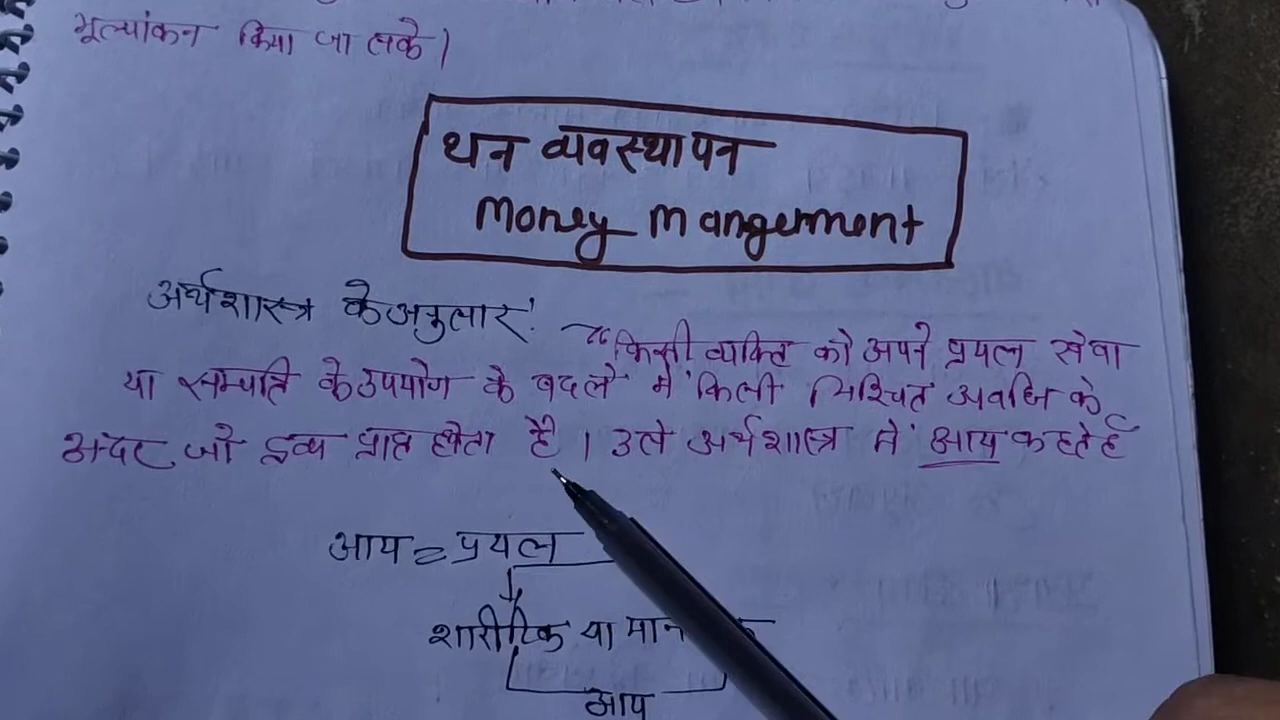 मूल्यांकन किया जा सके।
धन व्यवस्थापन
Money Mangement
अर्थशास्त्र के अनुसार:
"किसी व्यक्ति को अपने प्रयत्न सेवा
या सम्पति के उपयोग के बदले में किसी निश्चित अवधि के
अंदर जो द्रव्य प्राप्त होता है। उसे अर्थशास्त्र में आय कहते हैं
आय = प्रयत्न
शारीरिक या
आय